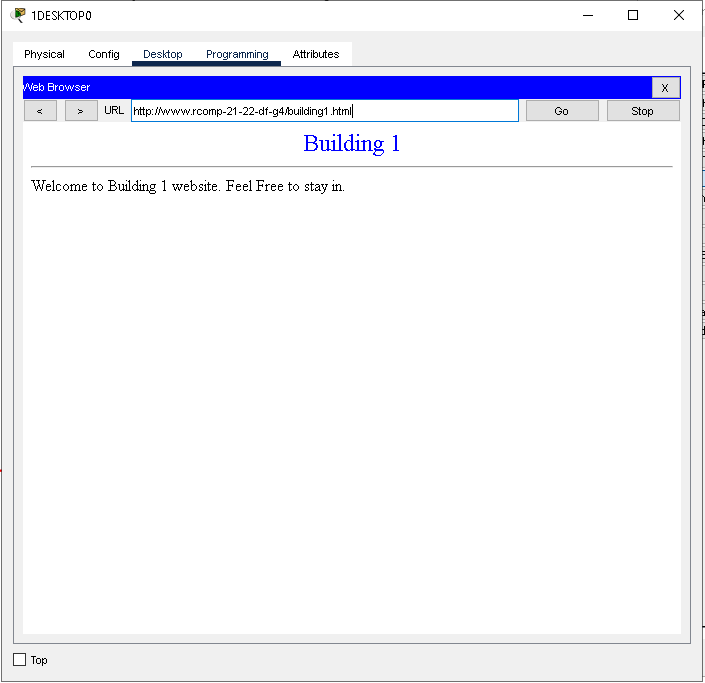 1DESKTOP0
Physical Config Desktop Programming Attributes
Web Browser X
< > URL http://www.rcomp-21-22-df-g4/building1.html Go Stop
Building 1
Welcome to Building 1 website. Feel Free to stay in.
Top